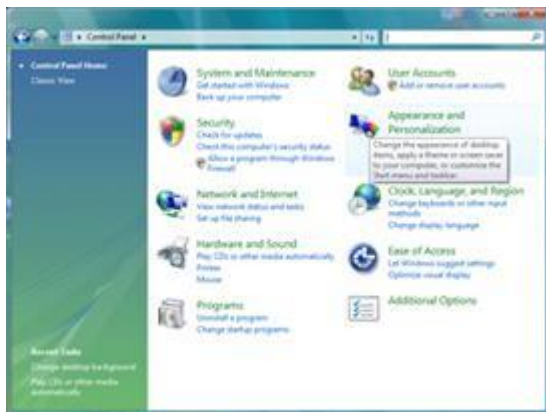 Control Panel
Control Panel Home
Classic View
System and Maintenance
Get started with Windows
Back up your computer
Security
Check for updates
Check this computer's security status
Allow a program through Windows
Firewall
Network and Internet
View network status and tasks
Set up file sharing
Hardware and Sound
Play CDs or other media automatically
Printer
Mouse
Programs
Uninstall a program
Change startup programs
User Accounts
Add or remove user accounts
Appearance and
Personalization
Change the appearance of desktop
items, apply a theme or screen saver
to your computer, or customize the
Start menu and taskbar.
Clock, Language, and Region
Change keyboards or other input
methods
Change display language
Ease of Access
Let Windows suggest settings
Optimize visual display
Additional Options
Recent Tasks
Change desktop background
Play CDs or other media
automatically